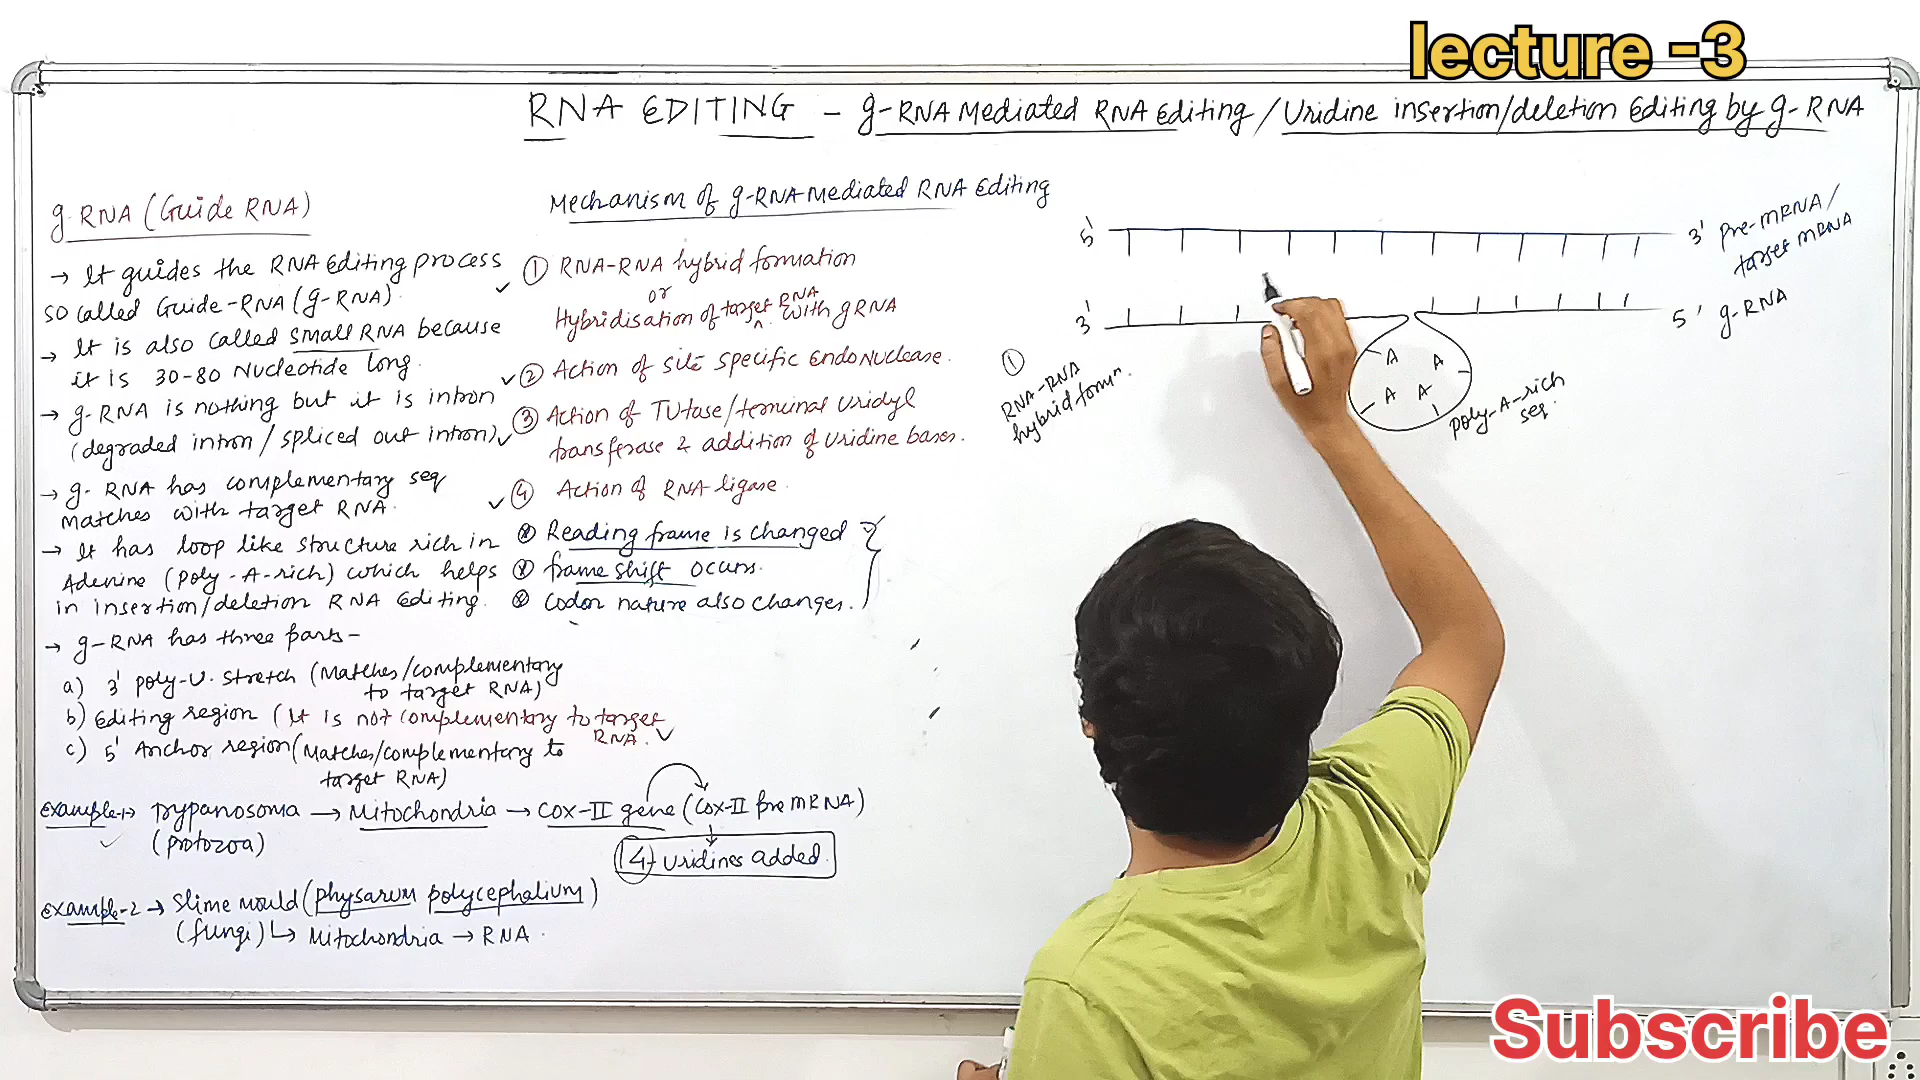 lecture -3
RNA EDITING - g-RNA Mediated RNA Editing / Uridine insertion/deletion Editing by g-RNA
g-RNA (Guide RNA)
→ It guides the RNA Editing process
so called Guide-RNA (g-RNA).
→ It is also called small RNA because
it is 30-80 Nucleotide long.
→ g-RNA is nothing but it is intron
(degraded intron / spliced out intron)
→ g-RNA has complementary seq
matches with target RNA.
→ It has loop like structure rich in
Adenine (Poly-A-rich) which helps
in insertion/deletion RNA Editing.
→ g-RNA has three parts-
a) 3' poly-U. stretch (Matches/complementary
to target RNA)
b) Editing region (It is not complementary to target
RNA.
c) 5' Anchor region (Matches/complementary to
target RNA)
Example-1→ Trypanosoma → Mitochondria → COX-II gene (COX-II pre mRNA)
(protozoa)
4 - Uridines added
Example-2 → Slime mould (physarum polycephalium)
(fungi) ↳ Mitochondria → RNA.
Mechanism of g-RNA mediated RNA Editing
① RNA-RNA hybrid formation
or
Hybridisation of target RNA with gRNA
② Action of site specific Endonuclease.
③ Action of TUtase/terminal Uridyl
transferase & addition of Uridine bases.
④ Action of RNA ligase.
Reading frame is changed
frame shift occurs.
Codon nature also changes.
5' 3' Pre-mRNA/
target mRNA
3' 5' g-RNA
①
RNA-RNA
hybrid formⁿ.
A A
A A
Poly-A-rich
seq.
Subscribe